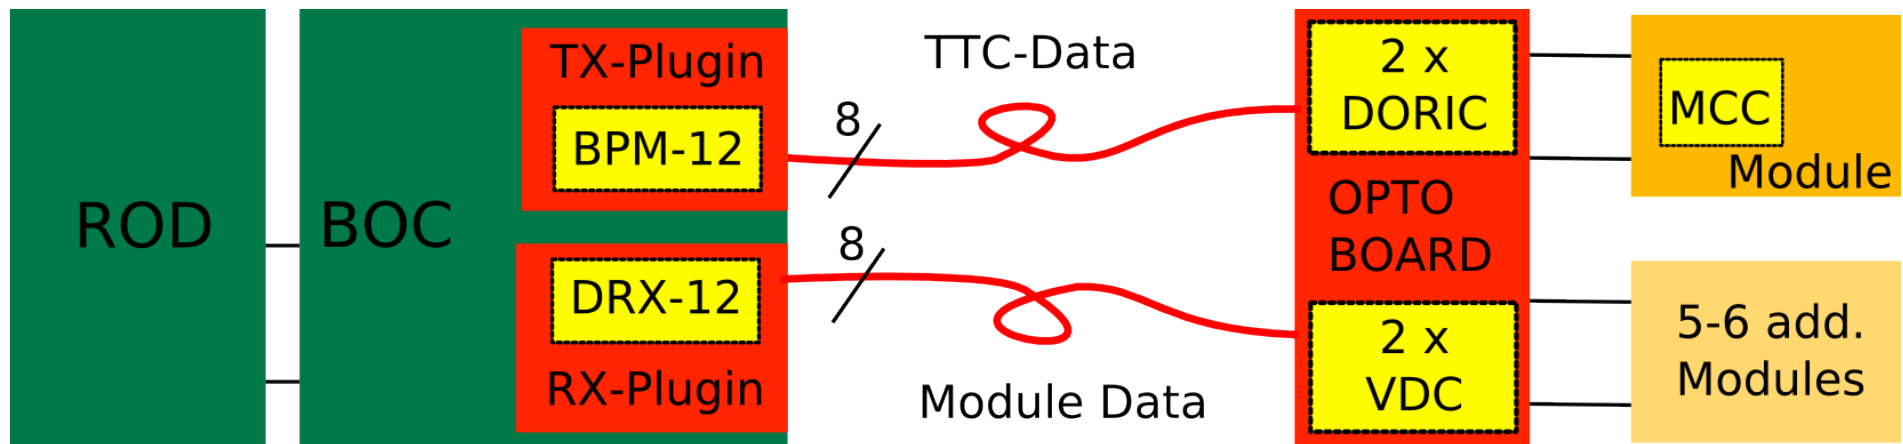 ROD
BOC
TX-Plugin
BPM-12
DRX-12
RX-Plugin
8
TTC-Data
8
Module Data
2 x
DORIC
OPTO
BOARD
2 x
VDC
MCC
Module
5-6 add.
Modules